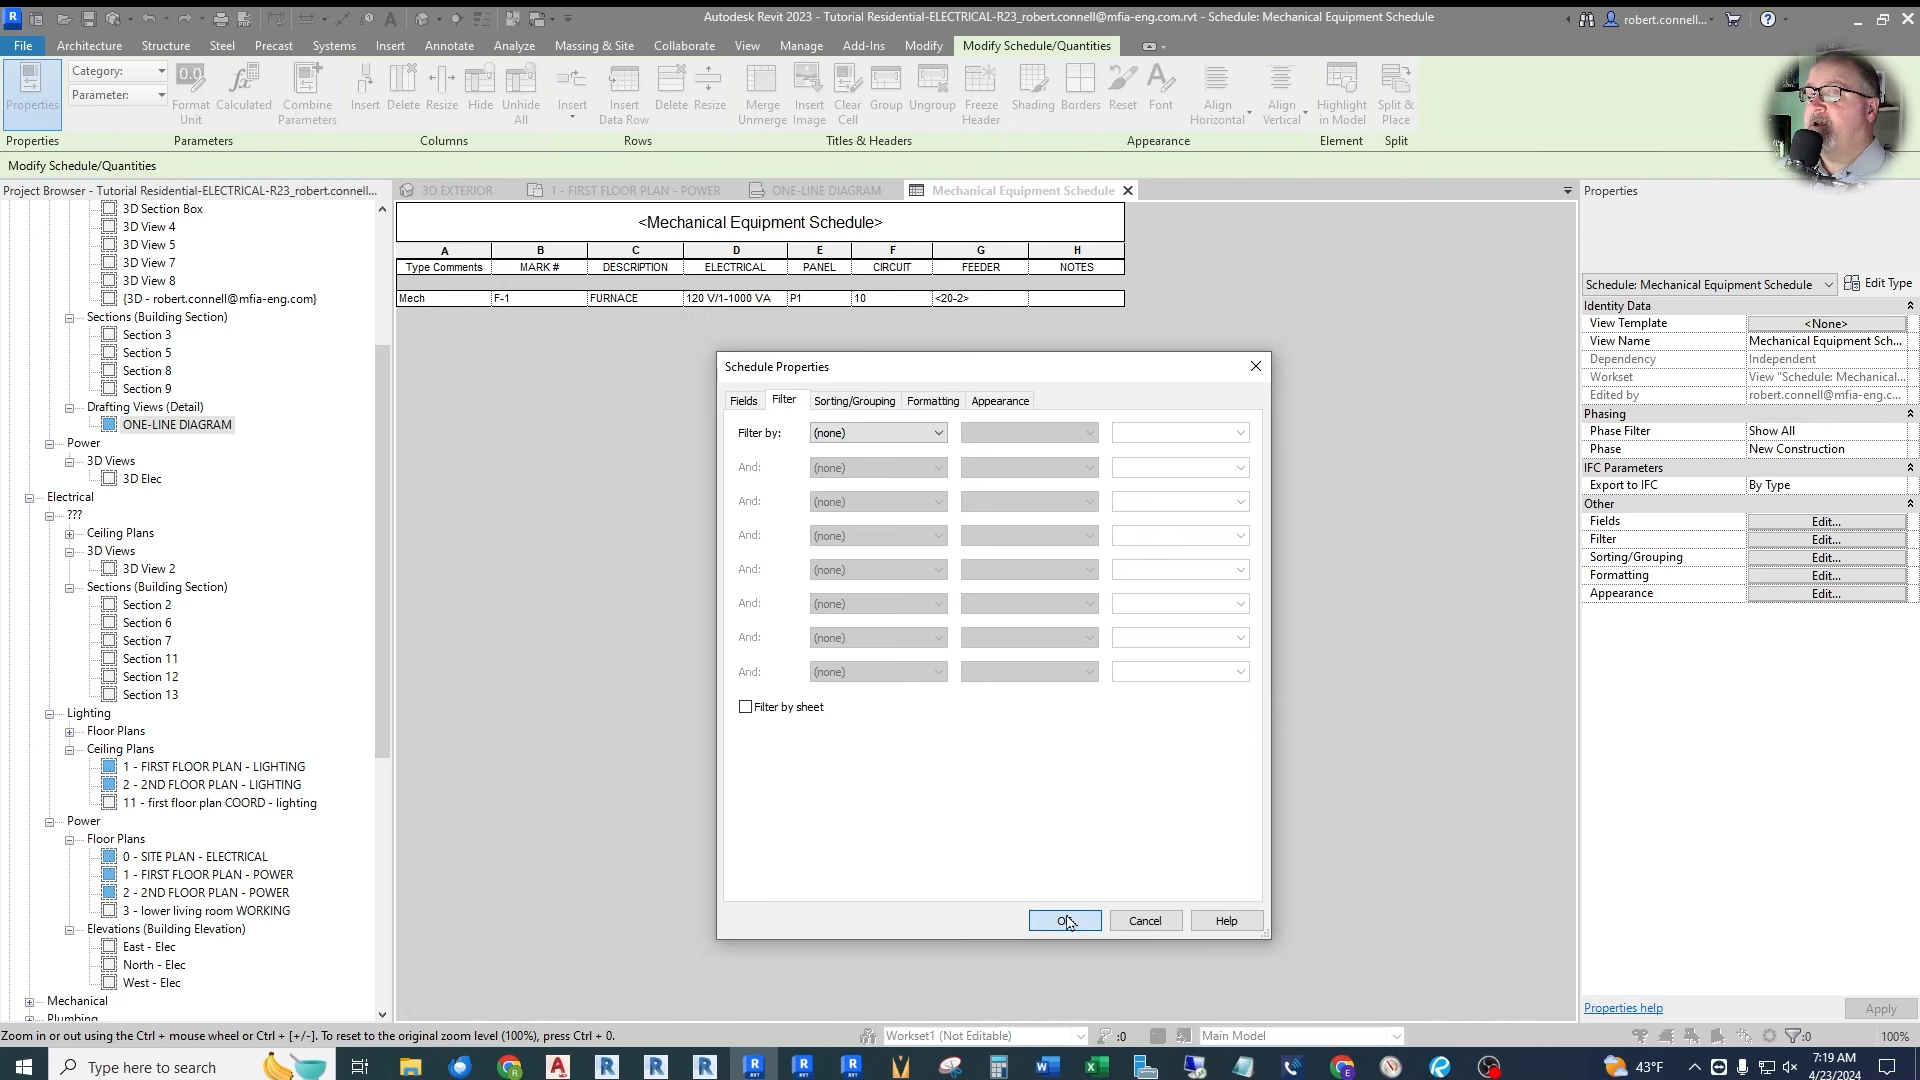 Autodesk Revit 2023 - Tutorial Residential-ELECTRICAL-R23_robert.connell@mfia-eng.com.rvt - Schedule: Mechanical Equipment Schedule
robert.connell...
File Architecture Structure Steel Precast Systems Insert Annotate Analyze Massing & Site Collaborate View Manage Add-Ins Modify Modify Schedule/Quantities
Category:
Parameter:
Properties
Format Unit
Calculated
Combine Parameters
Insert
Delete
Resize
Hide
Unhide All
Insert
Insert Data Row
Delete
Resize
Merge Unmerge
Insert Image
Clear Cell
Group
Ungroup
Freeze Header
Shading
Borders
Reset
Font
Align Horizontal
Align Vertical
Highlight in Model
Split & Place
Properties Parameters Columns Rows Titles & Headers Appearance Element Split
Modify Schedule/Quantities
Project Browser - Tutorial Residential-ELECTRICAL-R23_robert.connell...
3D EXTERIOR
1 - FIRST FLOOR PLAN - POWER
ONE-LINE DIAGRAM
Mechanical Equipment Schedule
3D Section Box
3D View 4
3D View 5
3D View 7
3D View 8
{3D - robert.connell@mfia-eng.com}
Sections (Building Section)
Section 3
Section 5
Section 8
Section 9
Drafting Views (Detail)
ONE-LINE DIAGRAM
Power
3D Views
3D Elec
Electrical
???
Ceiling Plans
3D Views
3D View 2
Sections (Building Section)
Section 2
Section 6
Section 7
Section 11
Section 12
Section 13
Lighting
Floor Plans
Ceiling Plans
1 - FIRST FLOOR PLAN - LIGHTING
2 - 2ND FLOOR PLAN - LIGHTING
11 - first floor plan COORD - lighting
Power
Floor Plans
0 - SITE PLAN - ELECTRICAL
1 - FIRST FLOOR PLAN - POWER
2 - 2ND FLOOR PLAN - POWER
3 - lower living room WORKING
Elevations (Building Elevation)
East - Elec
North - Elec
West - Elec
Mechanical
Plumbing
<Mechanical Equipment Schedule>
A B C D E F G H
Type Comments MARK # DESCRIPTION ELECTRICAL PANEL CIRCUIT FEEDER NOTES
Mech F-1 FURNACE 120 V/1-1000 VA P1 10 <20-2>
Schedule Properties
Fields Filter Sorting/Grouping Formatting Appearance
Filter by: (none)
And: (none)
And: (none)
And: (none)
And: (none)
And: (none)
And: (none)
And: (none)
Filter by sheet
Cancel
Help
Properties
Schedule: Mechanical Equipment Schedule
Edit Type
Identity Data
View Template <None>
View Name Mechanical Equipment Sch...
Dependency Independent
Workset View "Schedule: Mechanical...
Edited by robert.connell@mfia-eng.c...
Phasing
Phase Filter Show All
Phase New Construction
IFC Parameters
Export to IFC By Type
Other
Fields Edit...
Filter Edit...
Sorting/Grouping Edit...
Formatting Edit...
Appearance Edit...
Properties help
Apply
Zoom in or out using the Ctrl + mouse wheel or Ctrl + [+/-]. To reset to the original zoom level (100%), press Ctrl + 0.
Workset1 (Not Editable)
:0
Main Model
:0
100%
Type here to search
43°F
7:19 AM
4/23/2024